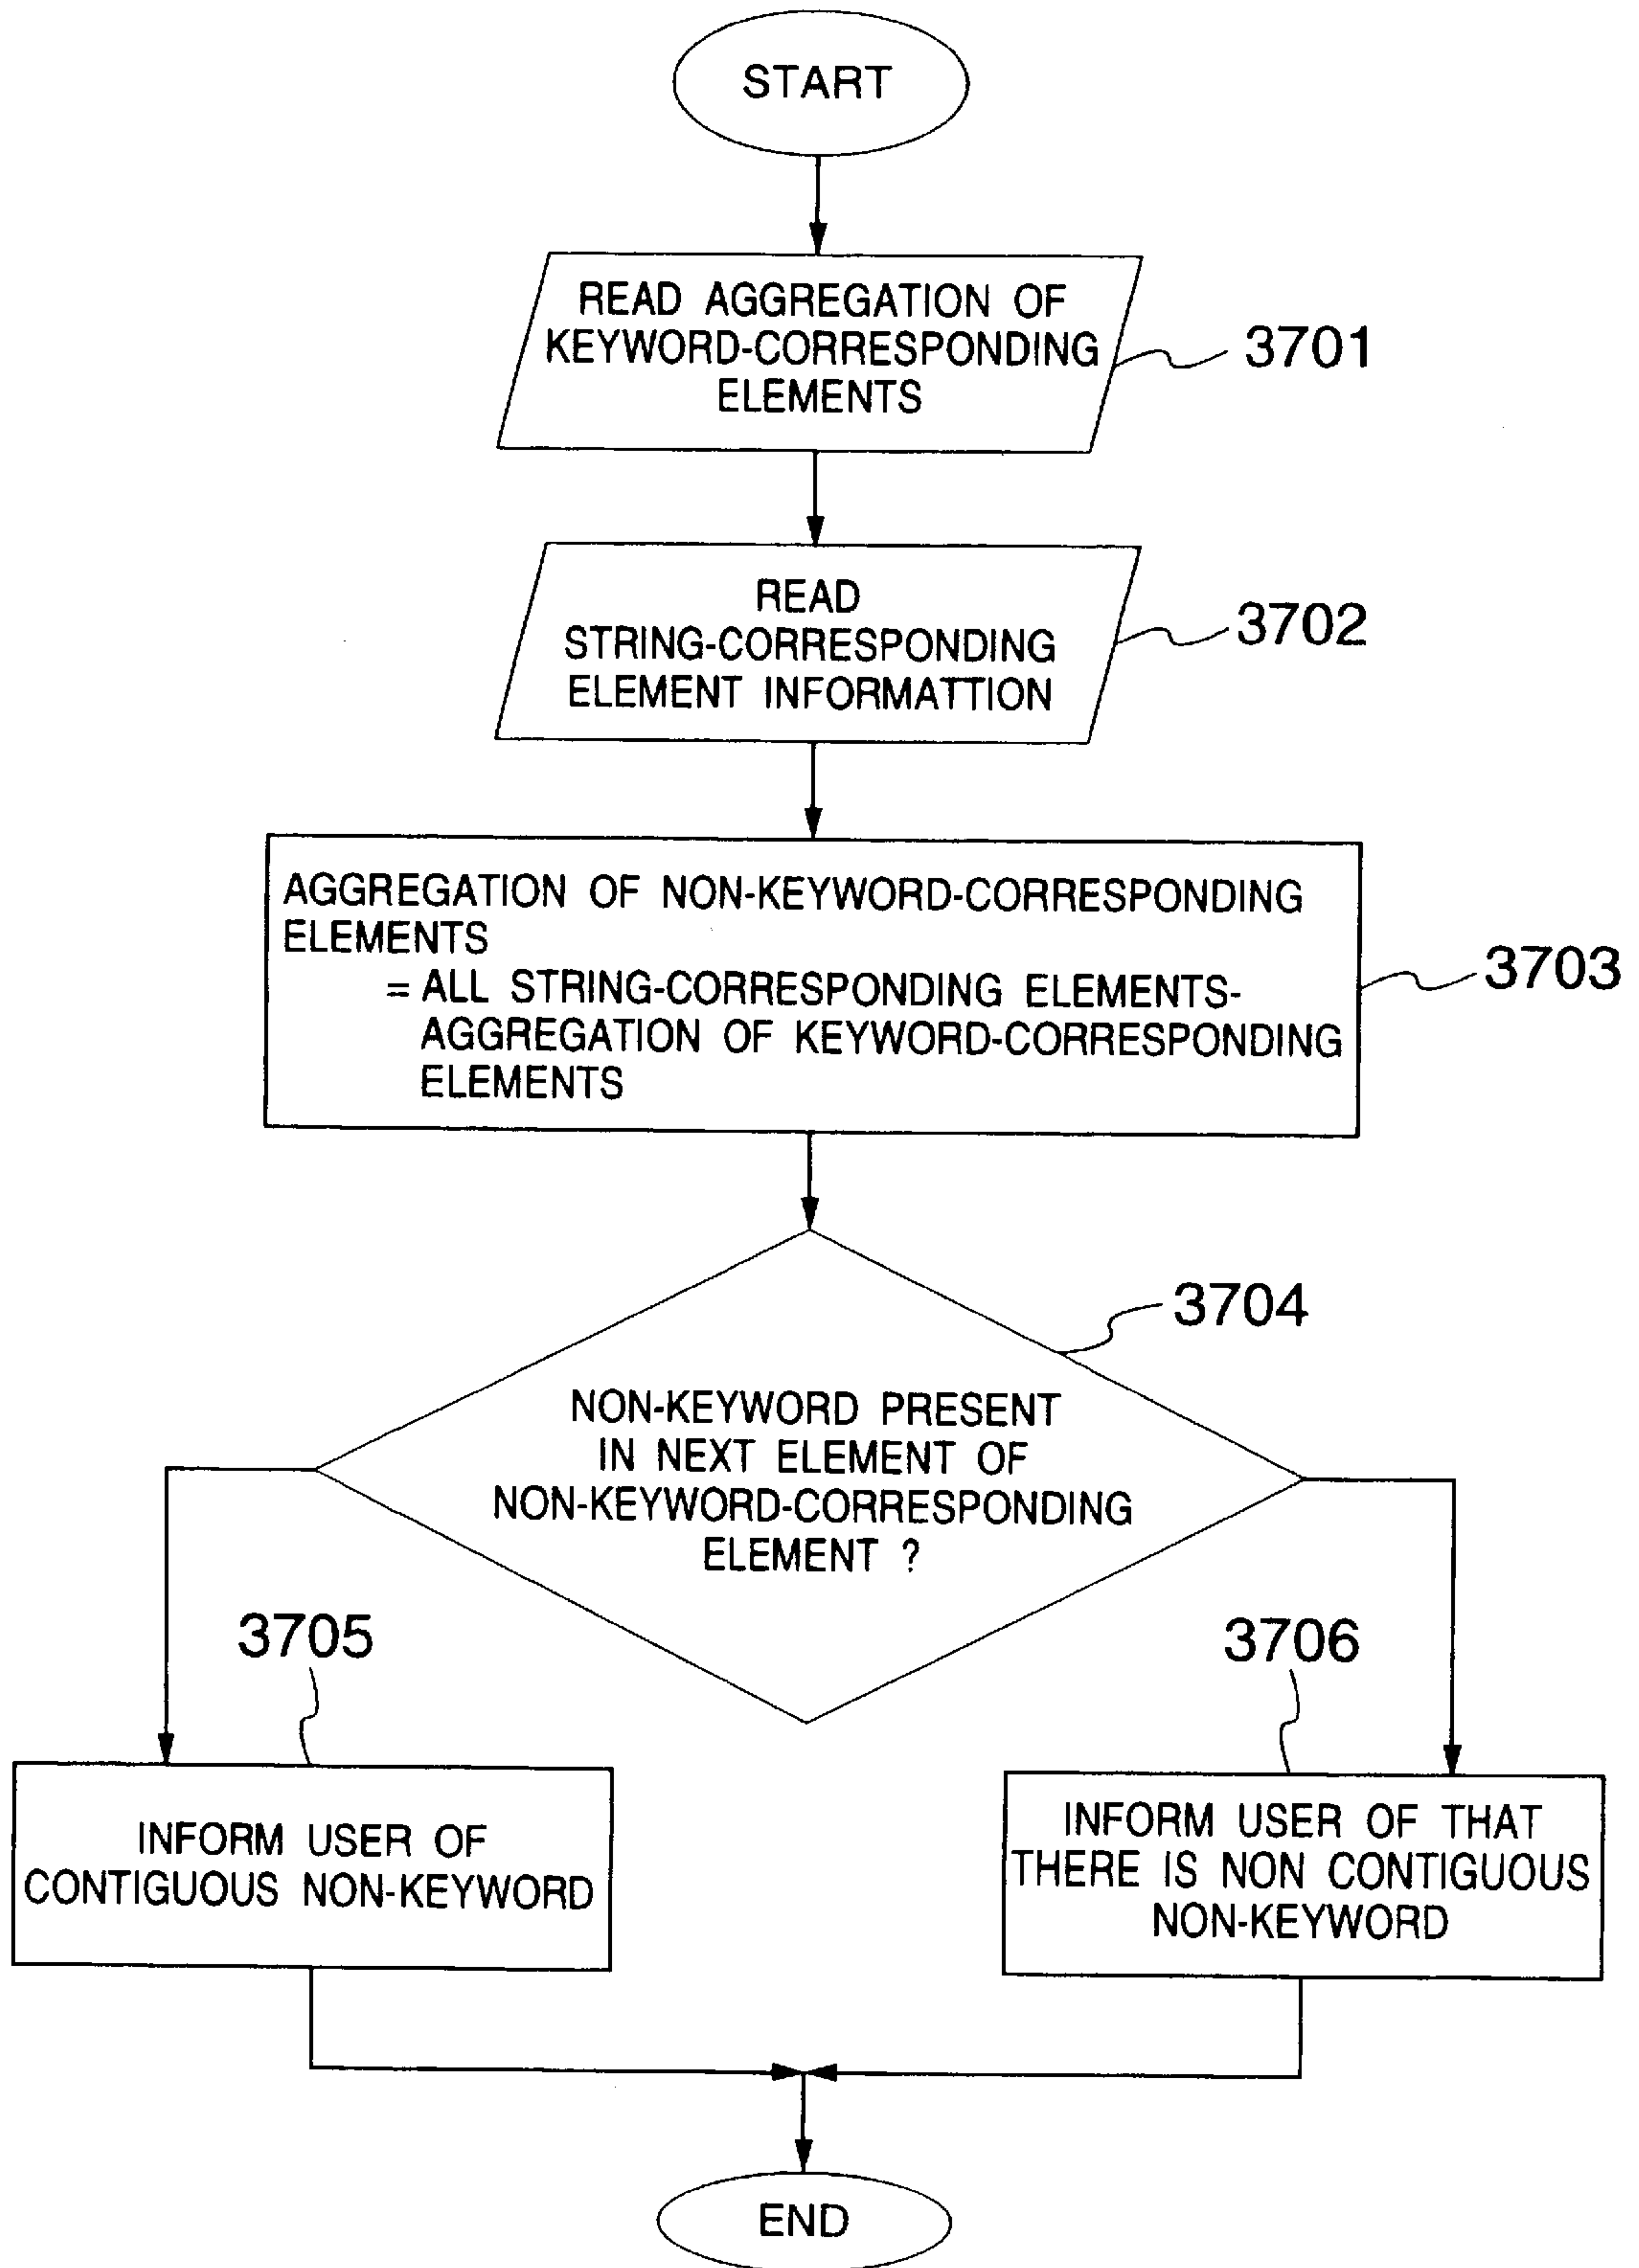 START
READ AGGREGATION OF
KEYWORD-CORRESPONDING
ELEMENTS
3701
READ
STRING-CORRESPONDING
ELEMENT INFORMATTION
3702
AGGREGATION OF NON-KEYWORD-CORRESPONDING
ELEMENTS
= ALL STRING-CORRESPONDING ELEMENTS-
AGGREGATION OF KEYWORD-CORRESPONDING
ELEMENTS
3703
3704
NON-KEYWORD PRESENT
IN NEXT ELEMENT OF
NON-KEYWORD-CORRESPONDING
ELEMENT ?
3705
3706
INFORM USER OF
CONTIGUOUS NON-KEYWORD
INFORM USER OF THAT
THERE IS NON CONTIGUOUS
NON-KEYWORD
END